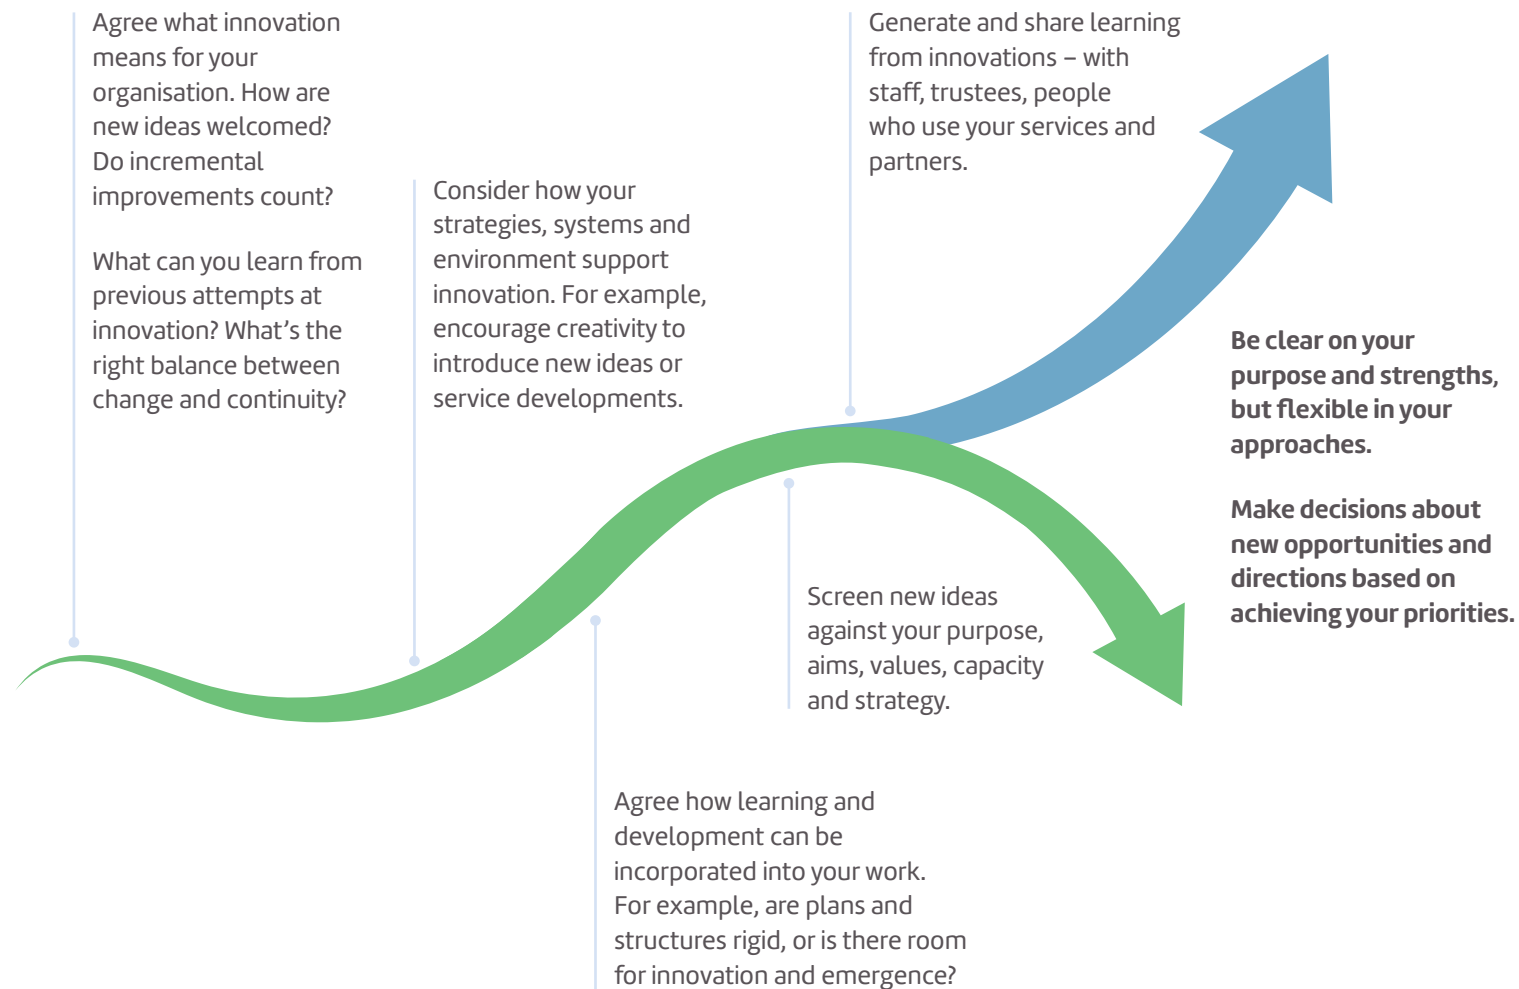 Agree what innovation
means for your
organisation. How are
new ideas welcomed?
Do incremental
improvements count?
What can you learn from
previous attempts at
innovation? What's the
right balance between
change and continuity?
Consider how your
strategies, systems and
environment support
innovation. For example,
encourage creativity to
introduce new ideas or
service developments.
Agree how learning and
development can be
incorporated into your work.
For example, are plans and
structures rigid, or is there room
for innovation and emergence?
Screen new ideas
against your purpose,
aims, values, capacity
and strategy.
Generate and share learning
from innovations – with
staff, trustees, people
who use your services and
partners.
Be clear on your
purpose and strengths,
but flexible in your
approaches.
Make decisions about
new opportunities and
directions based on
achieving your priorities.